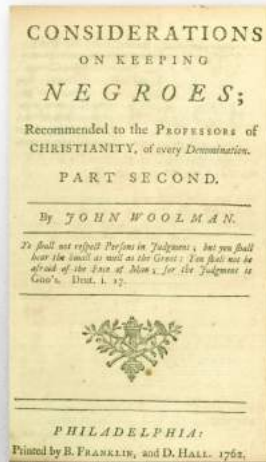 CONSIDERATIONS
ON KEEPING
NEGROES;
Recommended to the PROFESSORS of
CHRISTIANITY, of every Denomination.
PART SECOND.
By JOHN WOOLMAN.
Ye ſhall not reſpect Perſons in Judgment; but you ſhall
hear the ſmall as well as the Great: You ſhall not be
afraid of the Face of Man; for the Judgment is
GOD's. Deut. i. 17.
PHILADELPHIA:
Printed by B. FRANKLIN, and D. HALL. 1762.